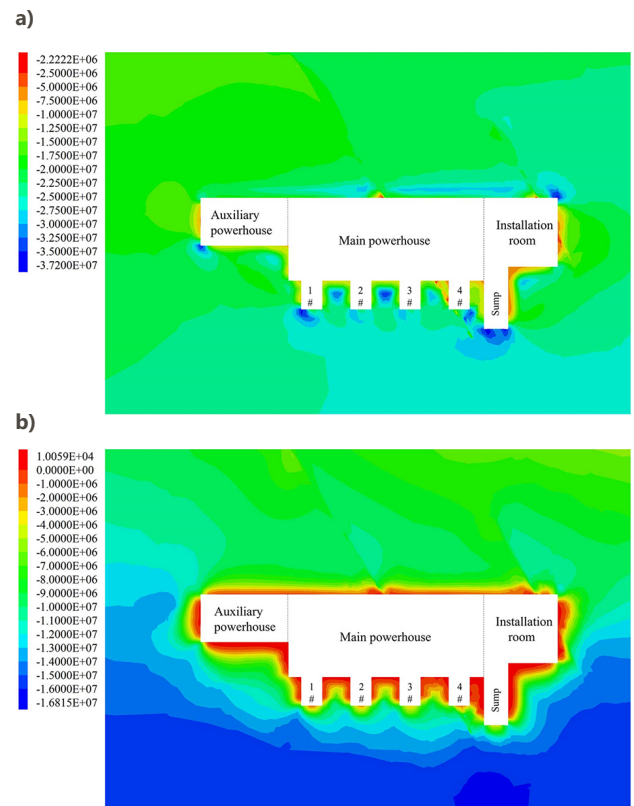 a)
-2.2222E+06
-2.5000E+06
-5.0000E+06
-7.5000E+06
-1.0000E+07
-1.2500E+07
-1.5000E+07
-1.7500E+07
-2.0000E+07
-2.2500E+07
-2.5000E+07
-2.7500E+07
-3.0000E+07
-3.2500E+07
-3.5000E+07
-3.7200E+07
Auxiliary
powerhouse
Main powerhouse
Installation
room
1
#
2
#
3
#
4
#
Sump
b)
1.0059E+04
0.0000E+00
-1.0000E+06
-2.0000E+06
-3.0000E+06
-4.0000E+06
-5.0000E+06
-6.0000E+06
-7.0000E+06
-8.0000E+06
-9.0000E+06
-1.0000E+07
-1.1000E+07
-1.2000E+07
-1.3000E+07
-1.4000E+07
-1.5000E+07
-1.6000E+07
-1.6815E+07
Auxiliary
powerhouse
Main powerhouse
Installation
room
1
#
2
#
3
#
4
#
Sump